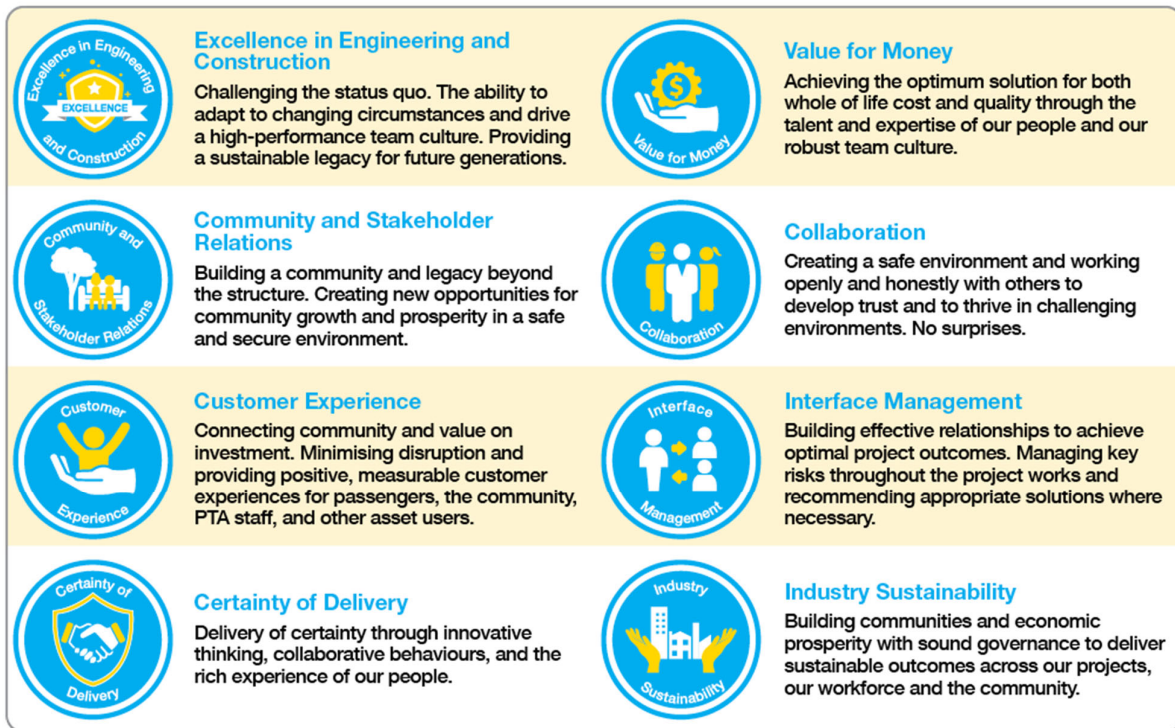 Excellence in Engineering
EXCELLENCE
and Construction
Excellence in Engineering and
Construction
Challenging the status quo. The ability to
adapt to changing circumstances and drive
a high-performance team culture. Providing
a sustainable legacy for future generations.
$
Value for Money
Value for Money
Achieving the optimum solution for both
whole of life cost and quality through the
talent and expertise of our people and our
robust team culture.
Community and
Stakeholder Relations
Community and Stakeholder
Relations
Building a community and legacy beyond
the structure. Creating new opportunities for
community growth and prosperity in a safe
and secure environment.
Collaboration
Collaboration
Creating a safe environment and working
openly and honestly with others to
develop trust and to thrive in challenging
environments. No surprises.
Customer
Experience
Customer Experience
Connecting community and value on
investment. Minimising disruption and
providing positive, measurable customer
experiences for passengers, the community,
PTA staff, and other asset users.
Interface
Management
Interface Management
Building effective relationships to achieve
optimal project outcomes. Managing key
risks throughout the project works and
recommending appropriate solutions where
necessary.
Certainty of
Delivery
Certainty of Delivery
Delivery of certainty through innovative
thinking, collaborative behaviours, and the
rich experience of our people.
Industry
Sustainability
Industry Sustainability
Building communities and economic
prosperity with sound governance to deliver
sustainable outcomes across our projects,
our workforce and the community.